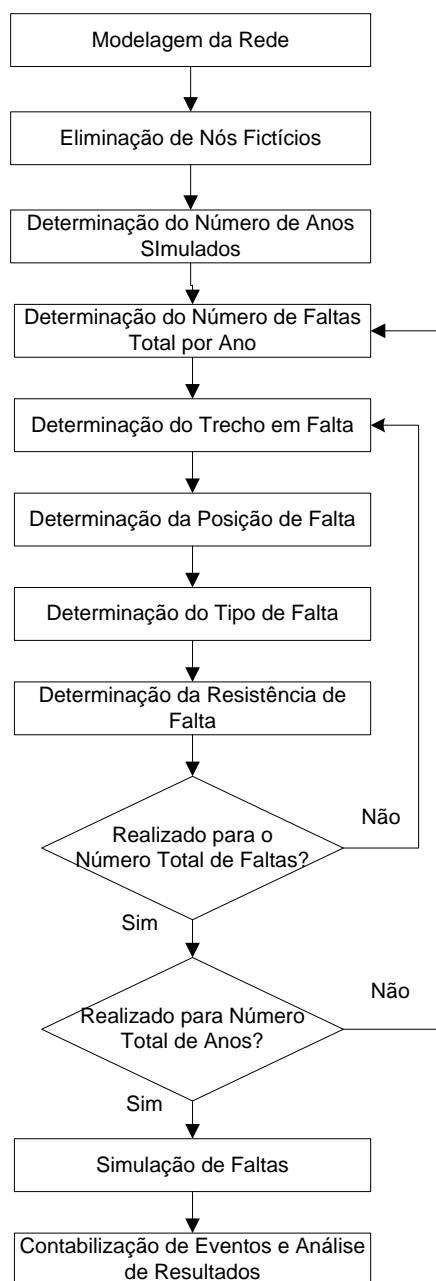 Modelagem da Rede
Eliminação de Nós Fictícios
Determinação do Número de Anos
SImulados
Determinação do Número de Faltas
Total por Ano
Determinação do Trecho em Falta
Determinação da Posição de Falta
Determinação do Tipo de Falta
Determinação da Resistência de
Falta
Realizado para o
Número Total de Faltas?
Não
Sim
Realizado para Número
Total de Anos?
Não
Sim
Simulação de Faltas
Contabilização de Eventos e Análise
de Resultados